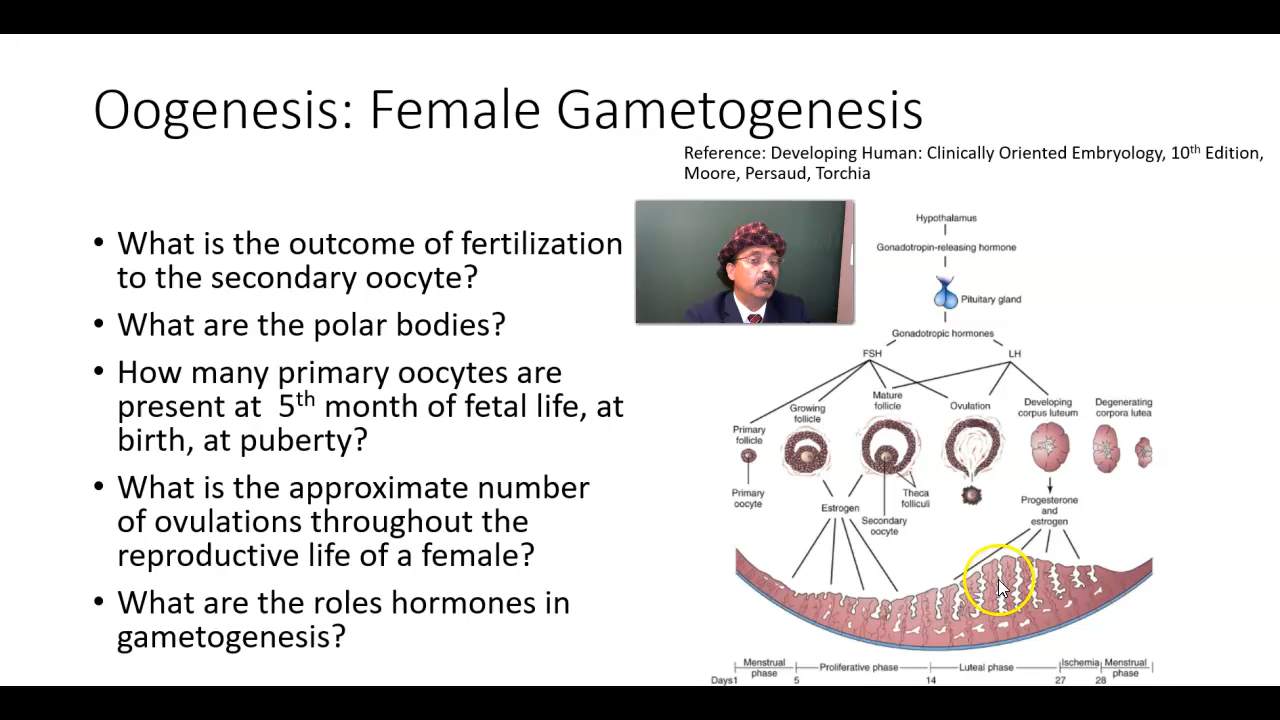 Oogenesis: Female Gametogenesis
Reference: Developing Human: Clinically Oriented Embryology, 10th Edition,
Moore, Persaud, Torchia
• What is the outcome of fertilization
to the secondary oocyte?
• What are the polar bodies?
• How many primary oocytes are
present at 5th month of fetal life, at
birth, at puberty?
• What is the approximate number
of ovulations throughout the
reproductive life of a female?
• What are the roles hormones in
gametogenesis?
Hypothalamus
Gonadotropin-releasing hormone
Pituitary gland
Gonadotropic hormones
FSH
LH
Primary
follicle
Growing
follicle
Mature
follicle
Ovulation
Developing
corpus luteum
Degenerating
corpora lutea
Primary
oocyte
Estrogen
Secondary
oocyte
Theca
folliculi
Progesterone
and
estrogen
Menstrual
phase
Proliferative phase
Luteal phase
Ischemia
Menstrual
phase
Days 1
5
14
27
28